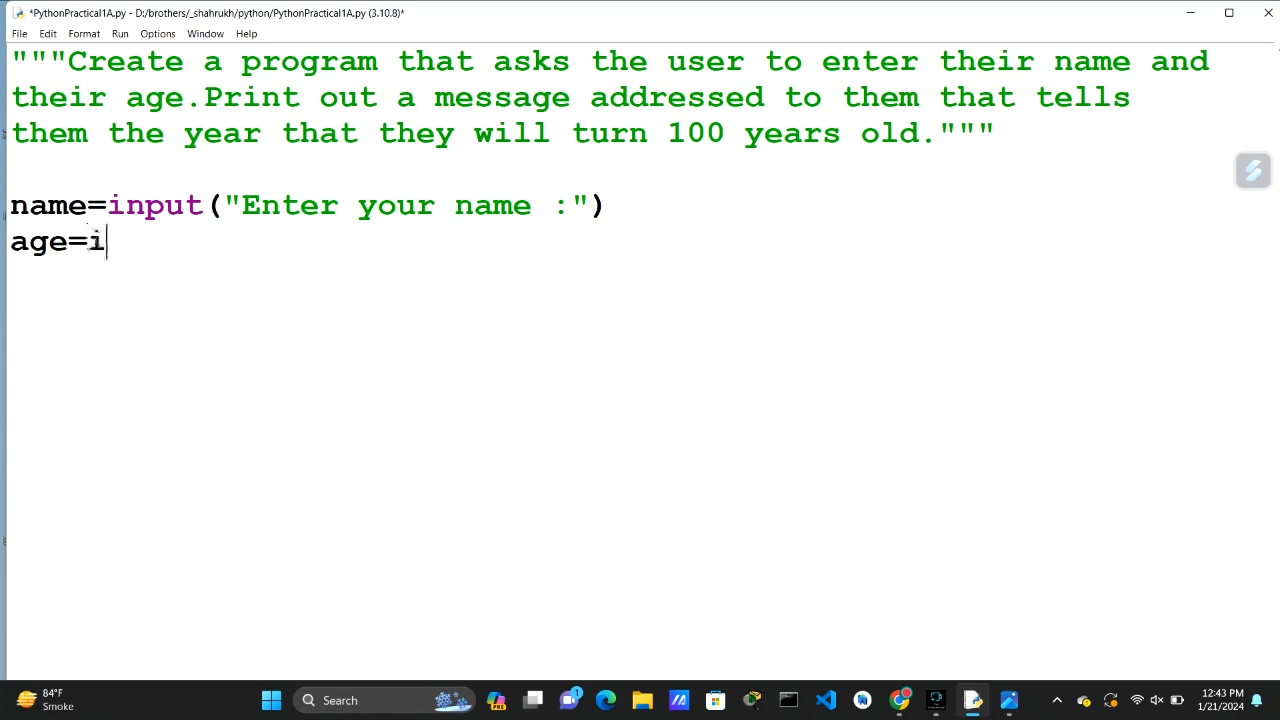 *PythonPractical1A.py - D:/brothers/_shahrukh/python/PythonPractical1A.py (3.10.8)*
File Edit Format Run Options Window Help
"""Create a program that asks the user to enter their name and
their age.Print out a message addressed to them that tells
them the year that they will turn 100 years old."""
name=input("Enter your name :")
age=i
84°F
Smoke
Search
PRE
1
12:43 PM
1/21/2024